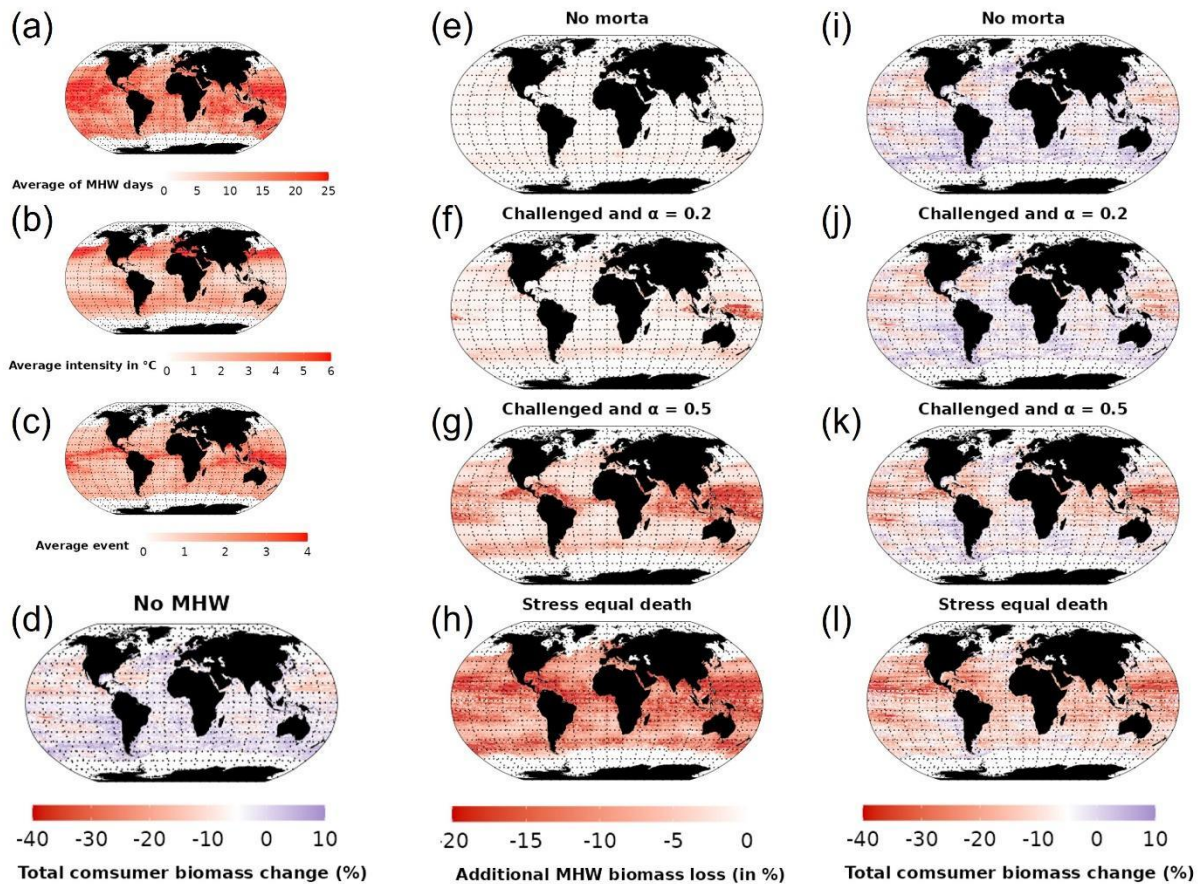 (a)
Average of MHW days
0 5 10 15 20 25
(b)
Average intensity in °C
0 1 2 3 4 5 6
(c)
Average event
0 1 2 3 4
No MHW
(d)
-40 -30 -20 -10 0 10
Total comsumer biomass change (%)
No morta
(e)
Challenged and α = 0.2
(f)
Challenged and α = 0.5
(g)
Stress equal death
(h)
-20 -15 -10 -5 0
Additional MHW biomass loss (in %)
No morta
(i)
Challenged and α = 0.2
(j)
Challenged and α = 0.5
(k)
Stress equal death
(l)
-40 -30 -20 -10 0 10
Total comsumer biomass change (%)